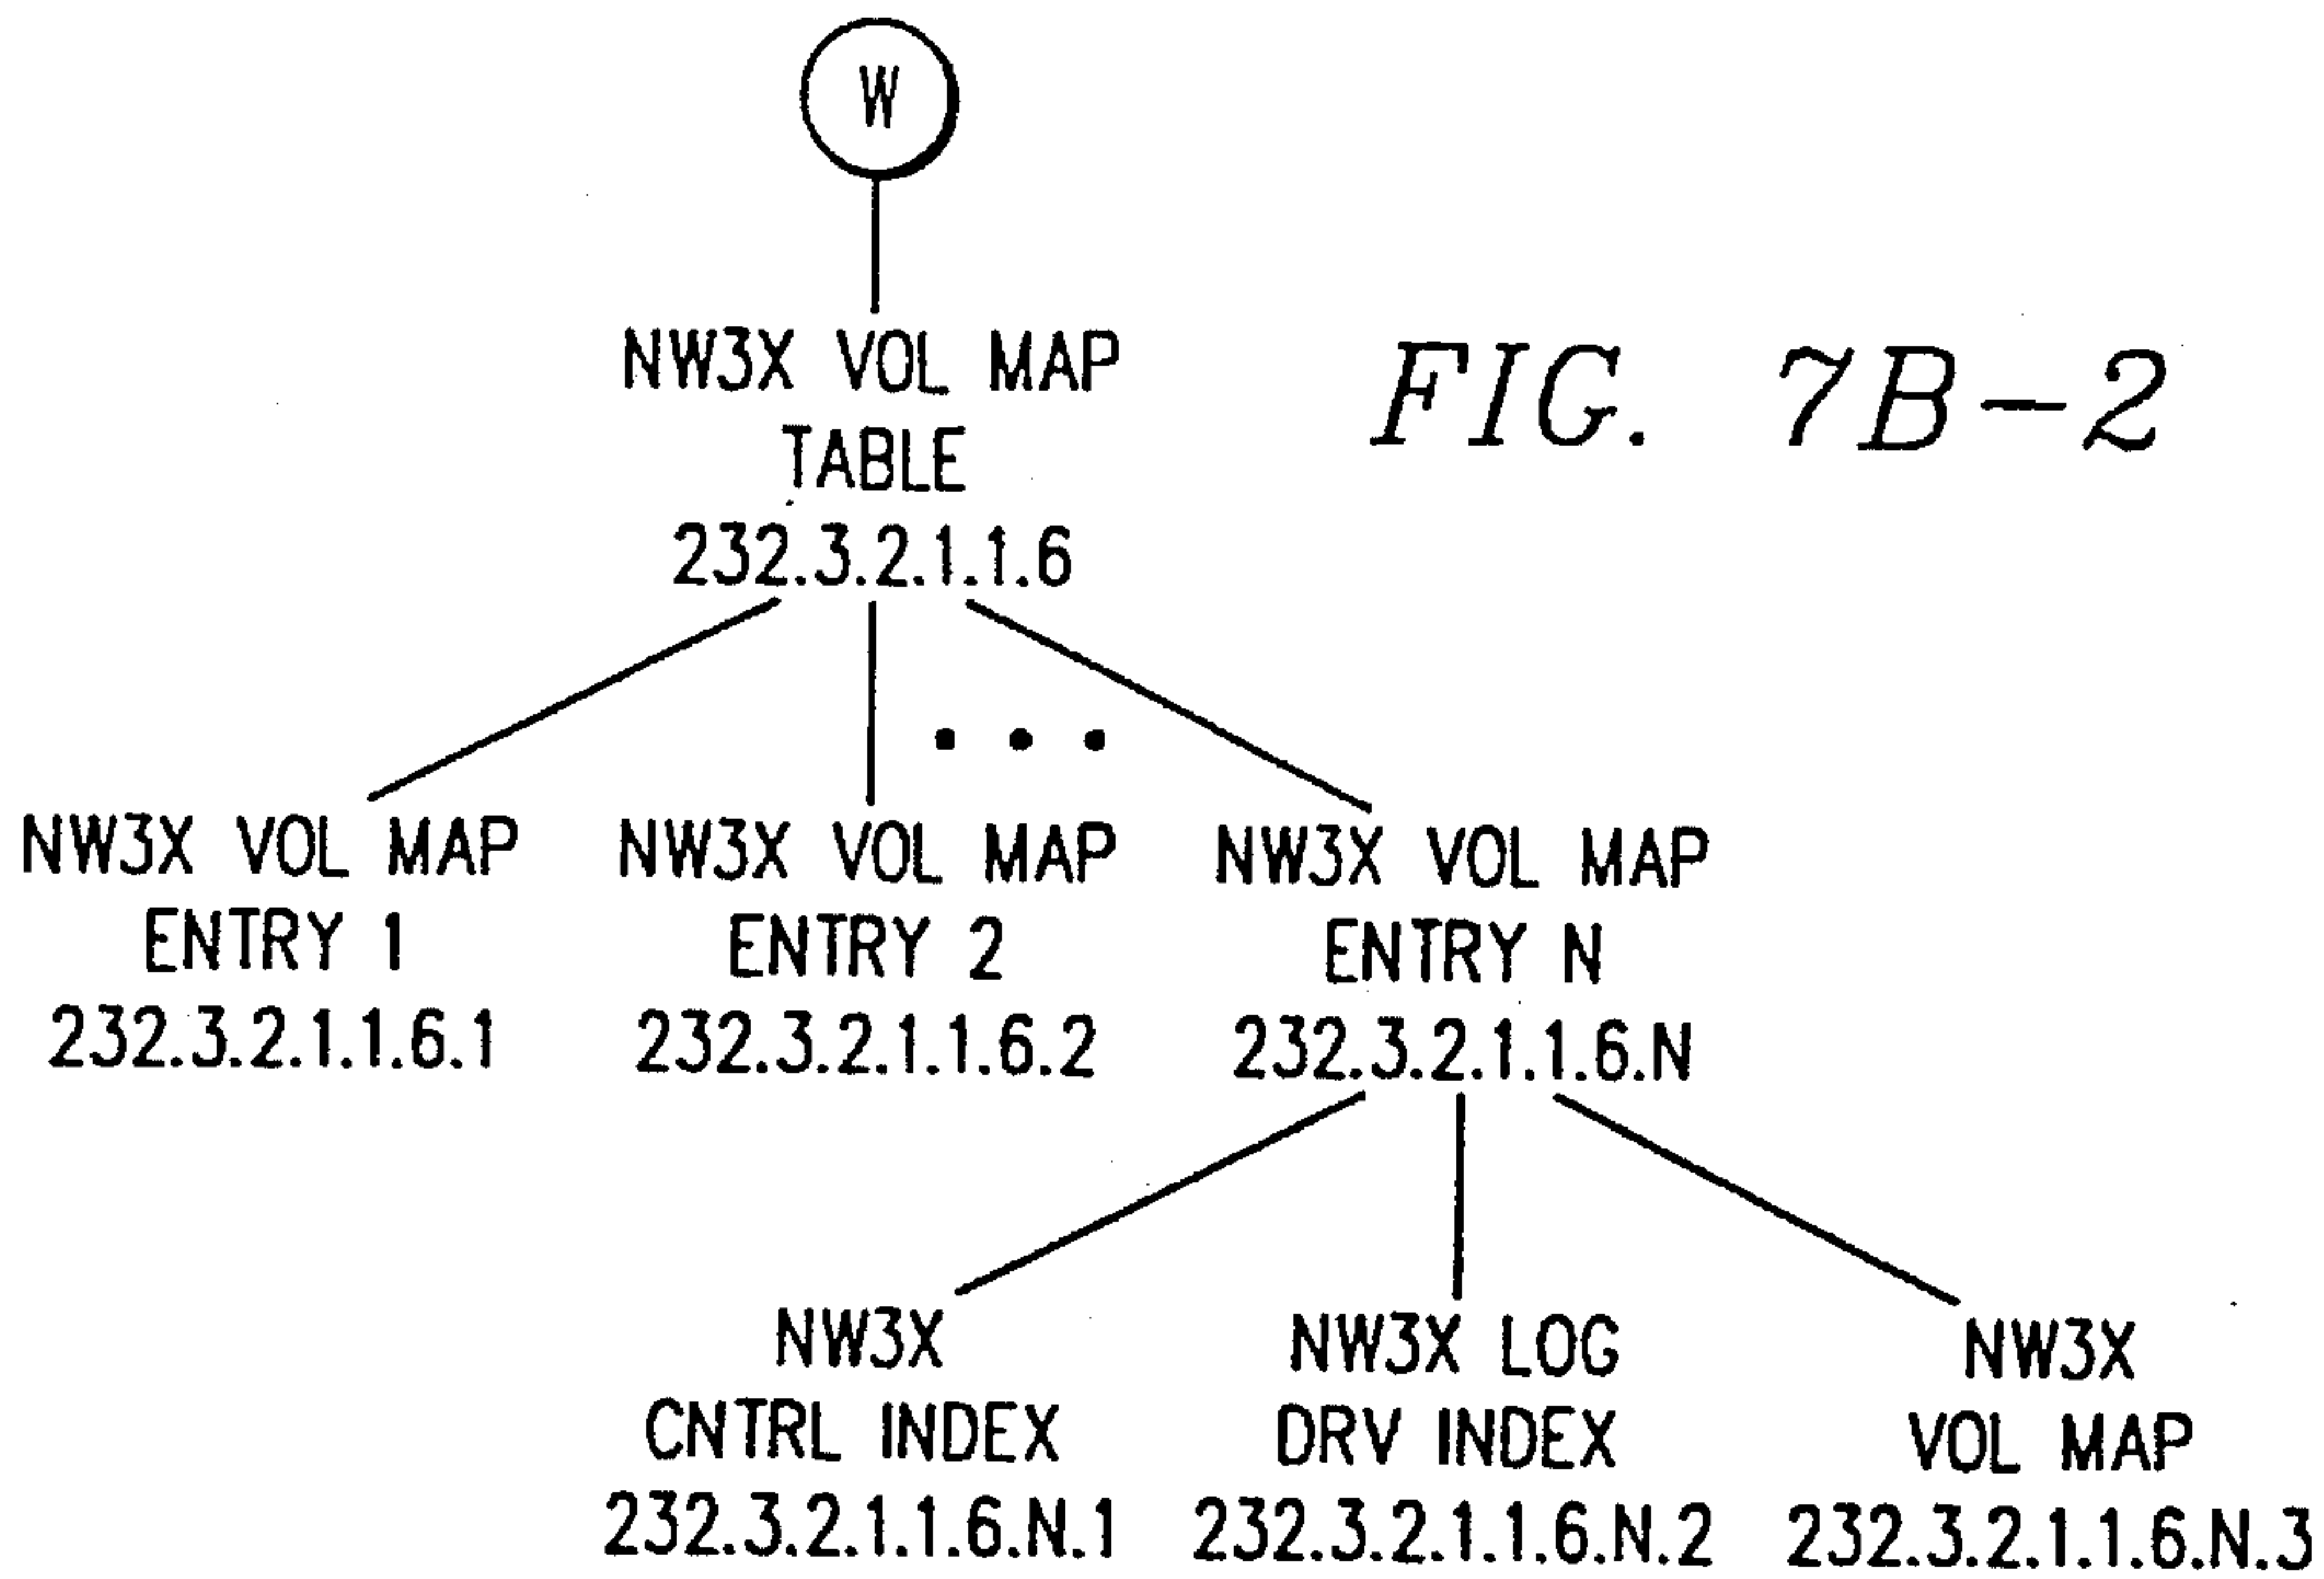 W
NW3X VOL MAP
TABLE
232.3.2.1.1.6
FIG. 7B-2
NW3X VOL MAP
ENTRY 1
232.3.2.1.1.6.1
NW3X VOL MAP
ENTRY 2
232.3.2.1.1.6.2
NW3X VOL MAP
ENTRY N
232.3.2.1.1.6.N
NW3X
CNTRL INDEX
232.3.2.1.1.6.N.1
NW3X LOG
DRV INDEX
232.3.2.1.1.6.N.2
NW3X
VOL MAP
232.3.2.1.1.6.N.3